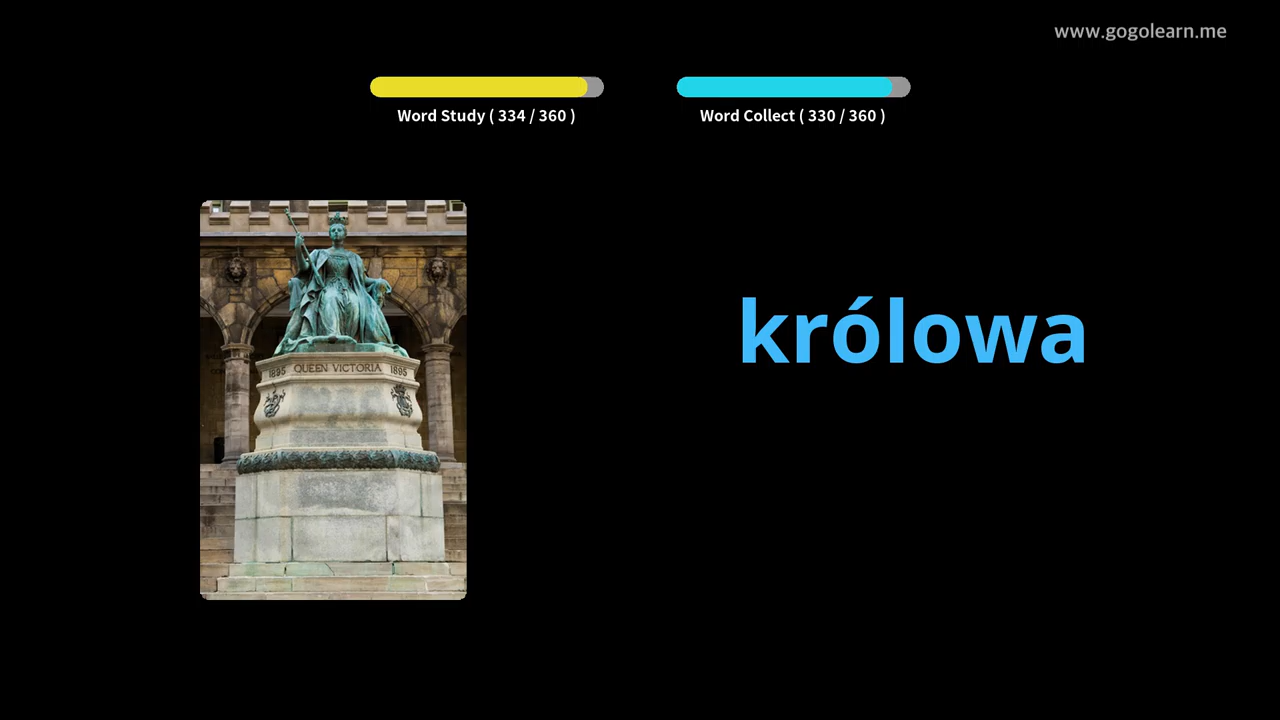 www.gogolearn.me
Word Study ( 334 / 360 )
Word Collect ( 330 / 360 )
królowa
1895 QUEEN VICTORIA 1895